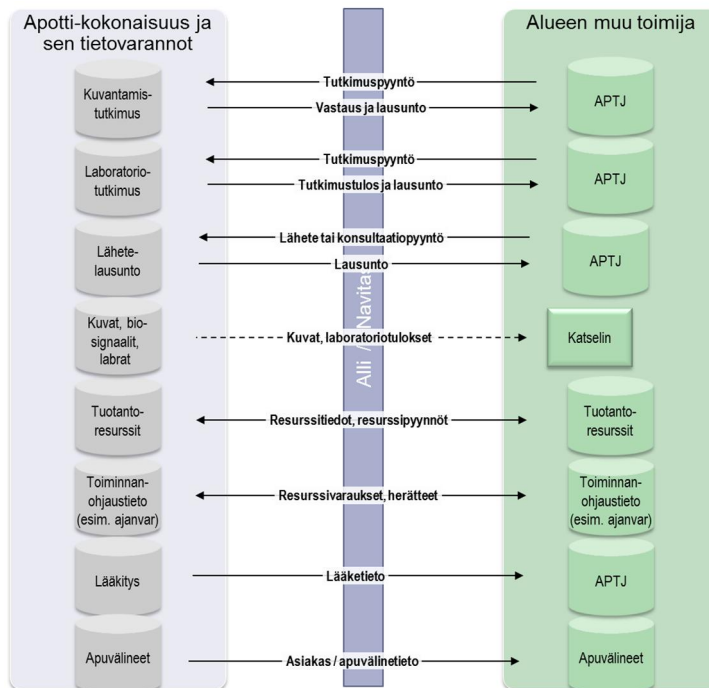 Apotti-kokonaisuus ja
sen tietovarannot
Alueen muu toimija
Kuvantamis-
tutkimus
Tutkimuspyyntö
Vastaus ja lausunto
APTJ
Laboratorio-
tutkimus
Tutkimuspyyntö
Tutkimustulos ja lausunto
APTJ
Lähete-
lausunto
Lähete tai konsultaatiopyyntö
Lausunto
APTJ
Kuvat, bio-
signaalit,
labrat
Kuvat, laboratoriotulokset
Katselin
Alli / Navitas
Tuotanto-
resurssit
Resurssitiedot, resurssipyynnöt
Tuotanto-
resurssit
Toiminnan-
ohjaustieto
(esim. ajanvar)
Resurssivaraukset, herätteet
Toiminnan-
ohjaustieto
(esim. ajanvar)
Lääkitys
Lääketieto
APTJ
Apuvälineet
Asiakas / apuvälinetieto
Apuvälineet